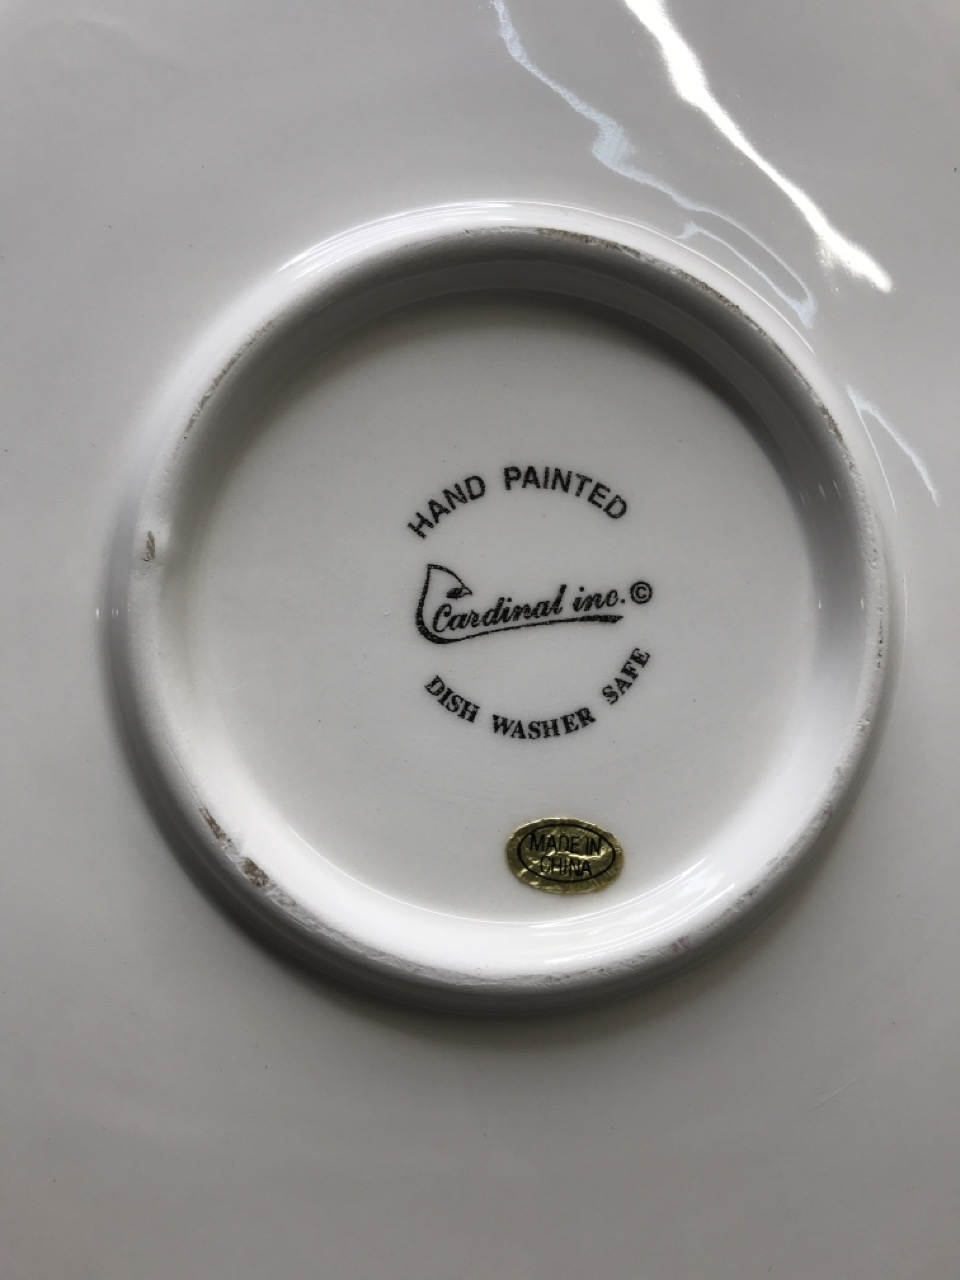 HAND PAINTED
Cardinal inc.©
DISH WASHER SAFE
MADE IN
CHINA